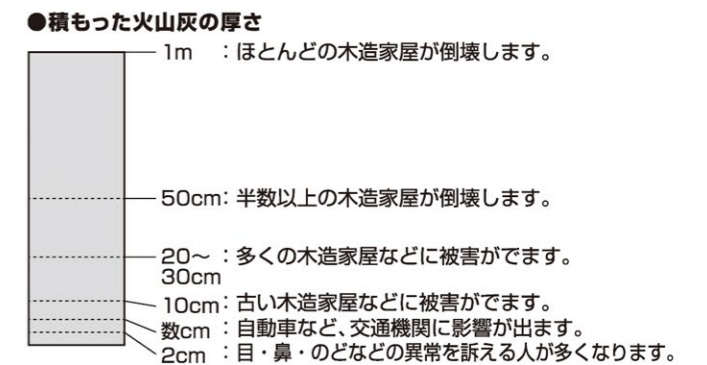 ●積もった火山灰の厚さ
1m ：ほとんどの木造家屋が倒壊します。
50cm：半数以上の木造家屋が倒壊します。
20〜 ：多くの木造家屋などに被害がでます。
30cm
10cm：古い木造家屋などに被害がでます。
数cm ：自動車など、交通機関に影響が出ます。
2cm ：目・鼻・のどなどの異常を訴える人が多くなります。